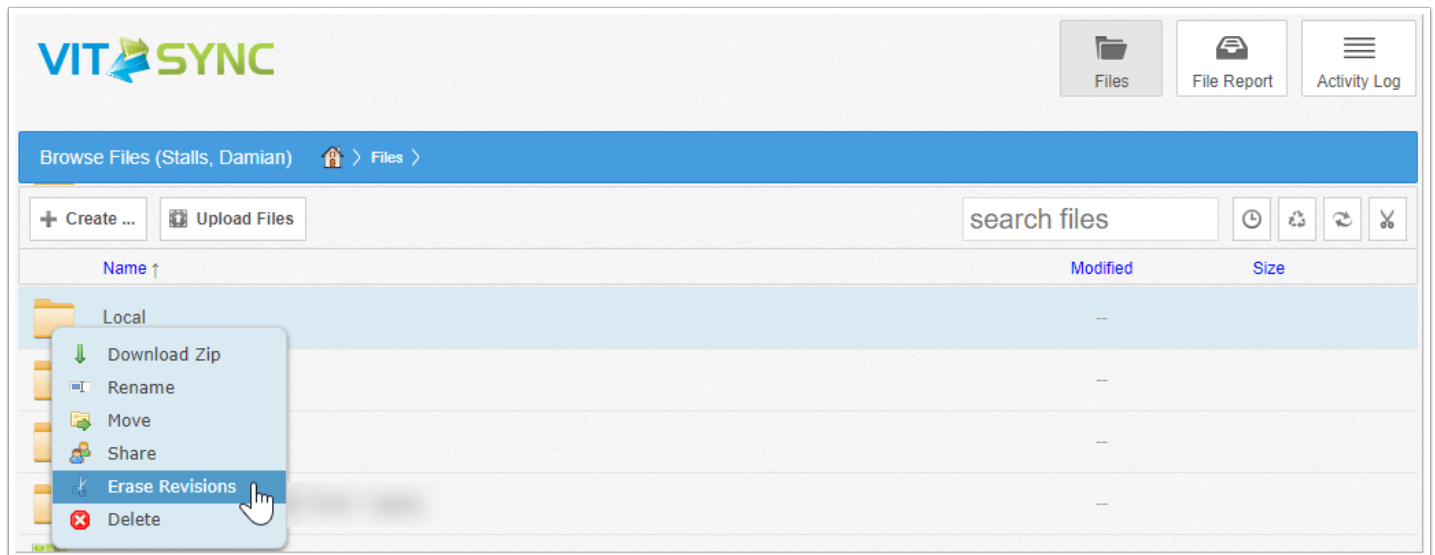 VIT SYNC
Files
File Report
Activity Log
Browse Files (Stalls, Damian) > Files >
+ Create ...
Upload Files
search files
Name ↑
Modified
Size
Local
--
Download Zip
Rename
--
Move
Share
--
Erase Revisions
--
Delete